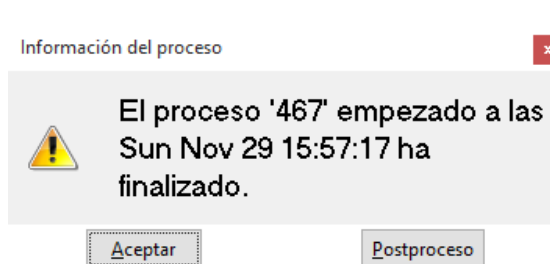 Información del proceso
El proceso '467' empezado a las
Sun Nov 29 15:57:17 ha
finalizado.
Aceptar
Postproceso